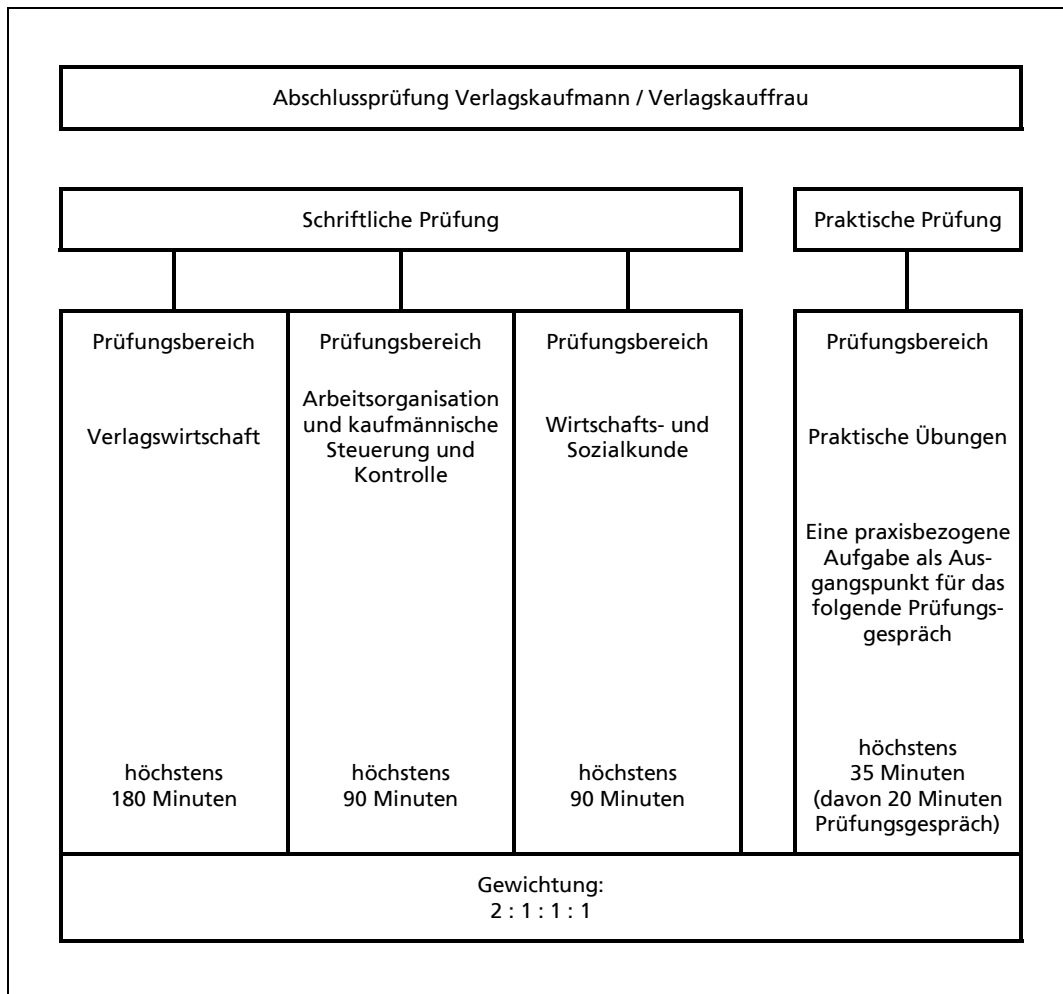 Abschlussprüfung Verlagskaufmann / Verlagskauffrau
Schriftliche Prüfung
Praktische Prüfung
Prüfungsbereich
Verlagswirtschaft
höchstens
180 Minuten
Prüfungsbereich
Arbeitsorganisation
und kaufmännische
Steuerung und
Kontrolle
höchstens
90 Minuten
Prüfungsbereich
Wirtschafts- und
Sozialkunde
höchstens
90 Minuten
Prüfungsbereich
Praktische Übungen
Eine praxisbezogene
Aufgabe als Aus-
gangspunkt für das
folgende Prüfungs-
gespräch
höchstens
35 Minuten
(davon 20 Minuten
Prüfungsgespräch)
Gewichtung:
2 : 1 : 1 : 1